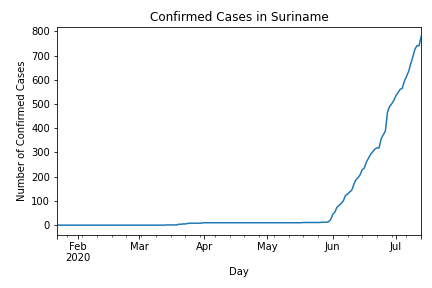 Confirmed Cases in Suriname
Number of Confirmed Cases
800
700
600
500
400
300
200
100
0
Feb Mar Apr May Jun Jul
2020
Day